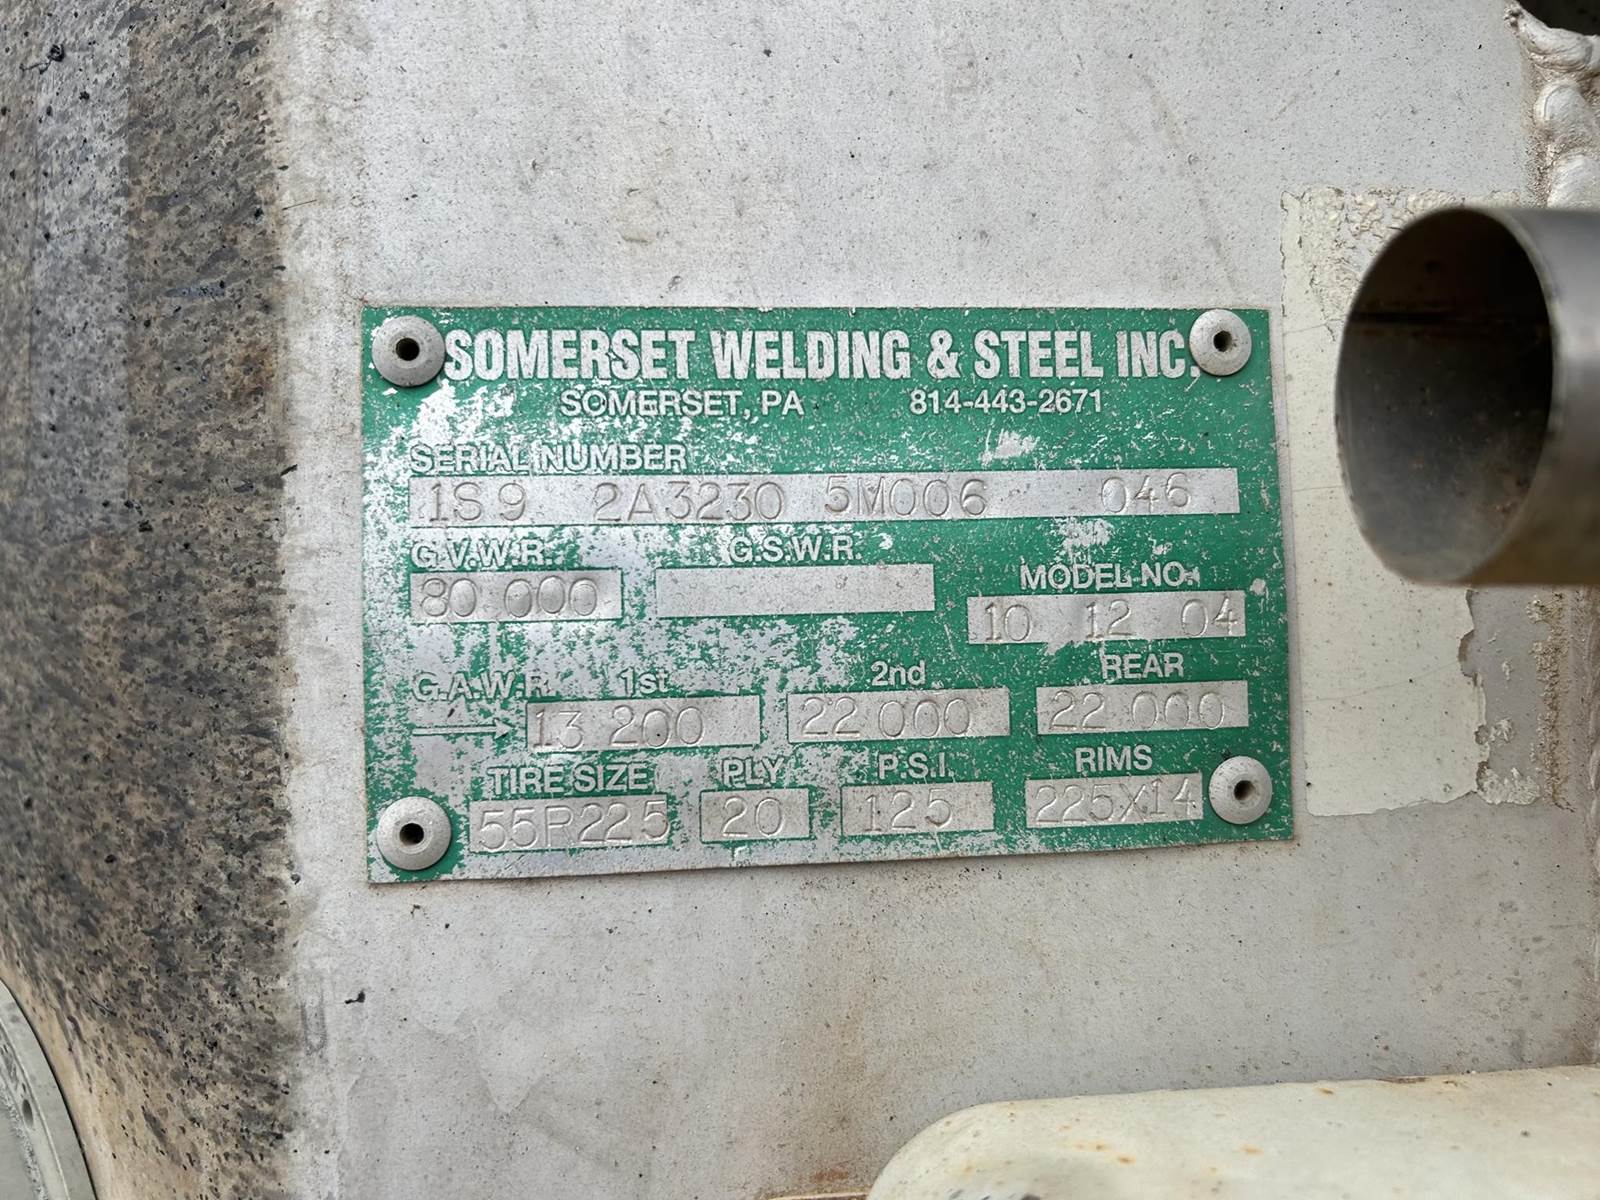 SOMERSET WELDING & STEEL INC.
SOMERSET, PA 814-443-2671
SERIAL NUMBER
1S9 2A3230 5M006 046
G.V.W.R. G.S.W.R.
MODEL NO.
80 000
10 12 04
G.A.W.R. 1st 2nd REAR
13 200 22 000 22 000
TIRE SIZE PLY P.S.I. RIMS
55R225 20 125 225X14